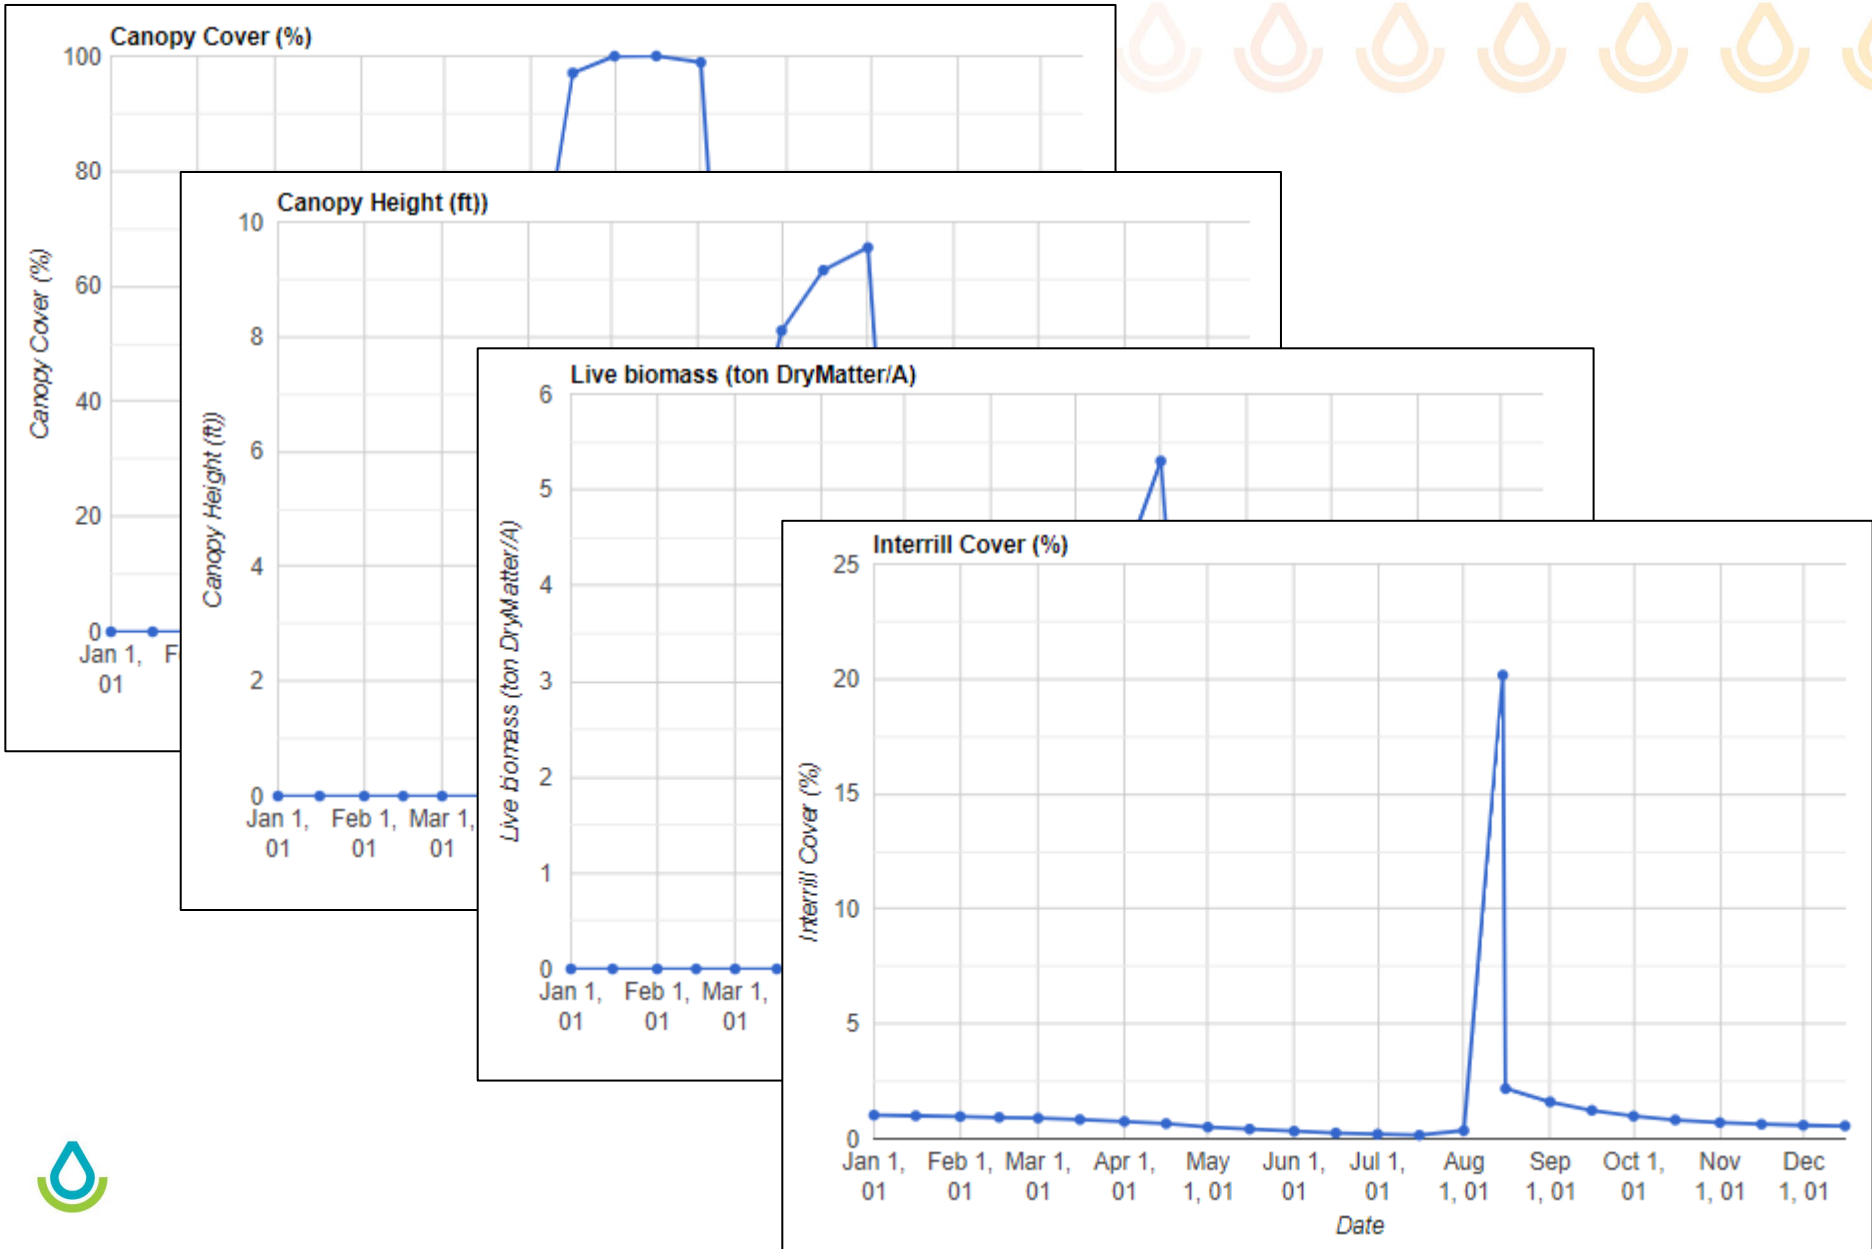 Canopy Cover (%)
100
80
60
40
20
0
Canopy Cover (%)
Jan 1,
01
Canopy Height (ft))
10
8
6
4
2
0
Canopy Height (ft))
Jan 1, Feb 1, Mar 1,
01 01 01
Live biomass (ton DryMatter/A)
6
5
4
3
2
1
0
Live biomass (ton DryMatter/A)
Jan 1, Feb 1, Mar 1,
01 01 01
Interrill Cover (%)
25
20
15
10
5
0
Interrill Cover (%)
Jan 1, Feb 1, Mar 1, Apr 1, May Jun 1, Jul 1, Aug Sep Oct 1, Nov Dec
01 01 01 01 1, 01 01 01 1, 01 1, 01 01 1, 01 1, 01
Date